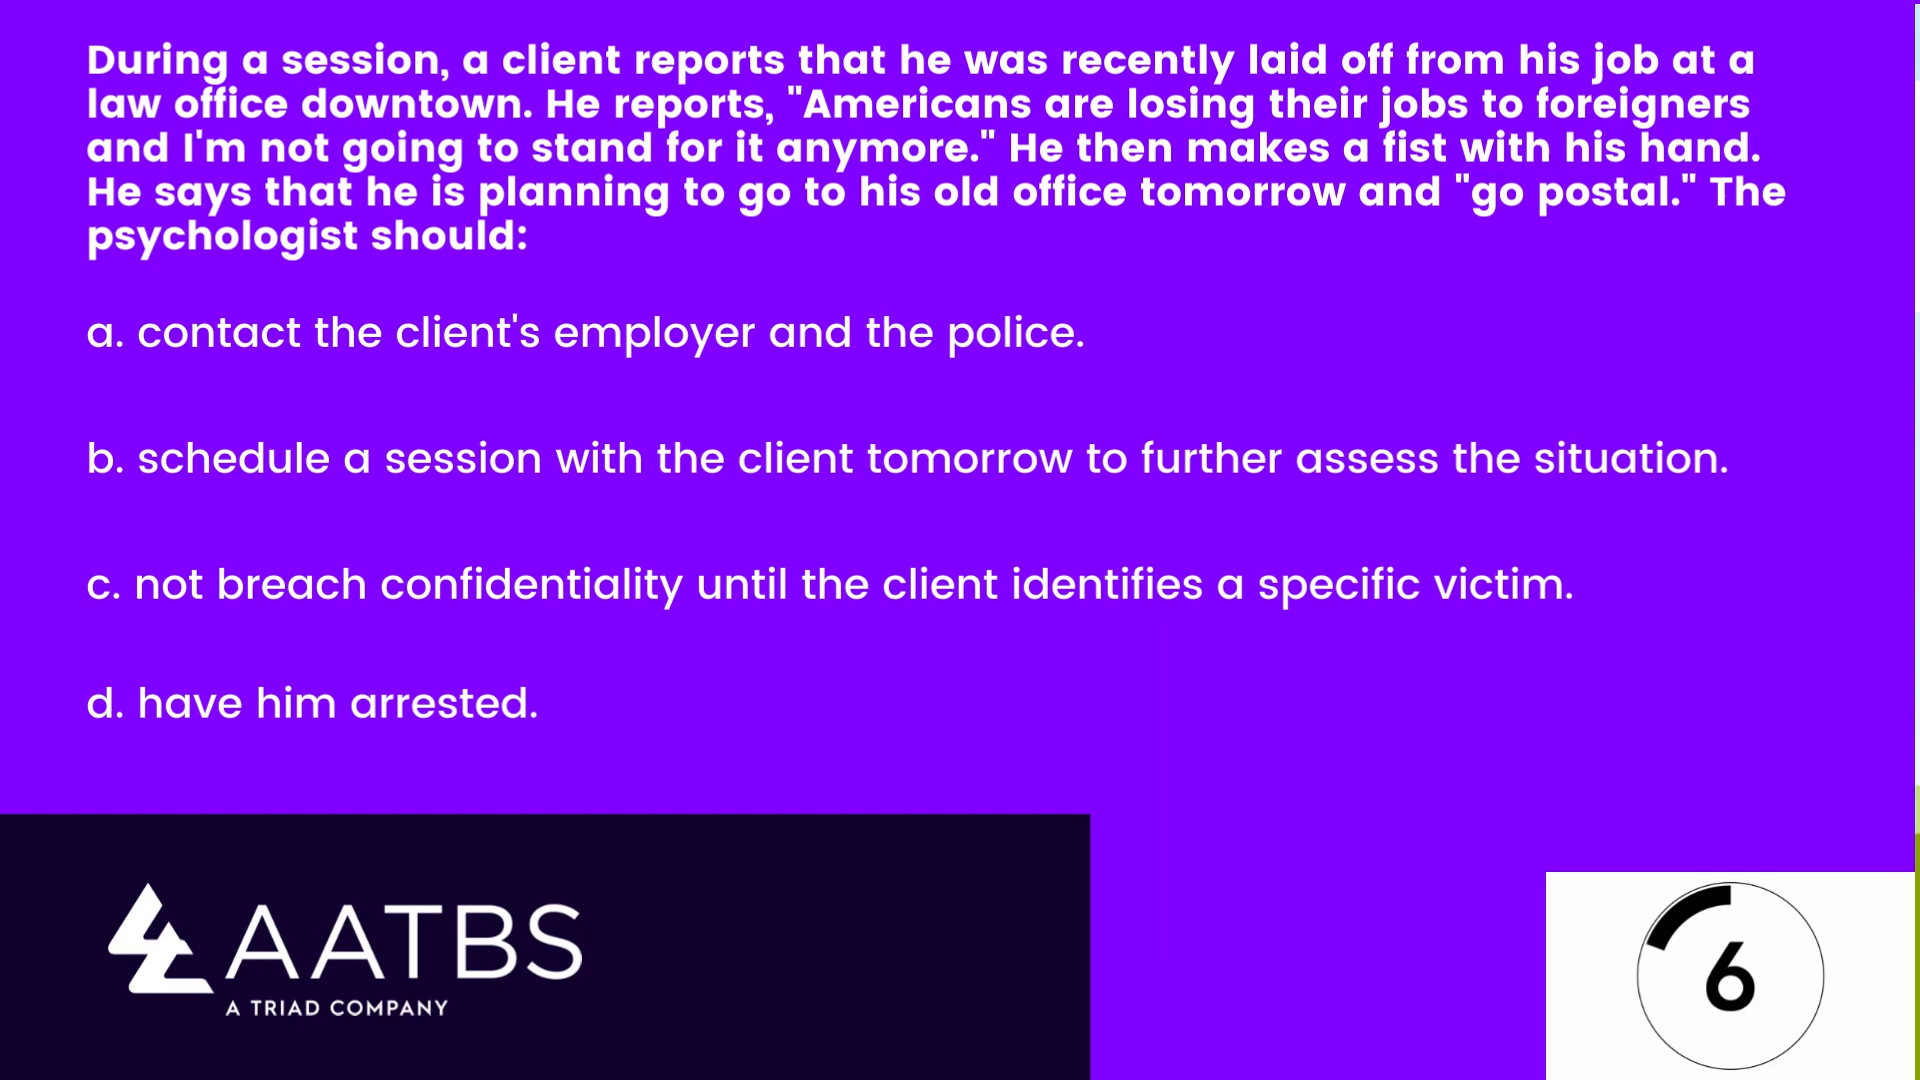 During a session, a client reports that he was recently laid off from his job at a
law office downtown. He reports, "Americans are losing their jobs to foreigners
and I'm not going to stand for it anymore." He then makes a fist with his hand.
He says that he is planning to go to his old office tomorrow and "go postal." The
psychologist should:
a. contact the client's employer and the police.
b. schedule a session with the client tomorrow to further assess the situation.
c. not breach confidentiality until the client identifies a specific victim.
d. have him arrested.
AATBS
A TRIAD COMPANY
6